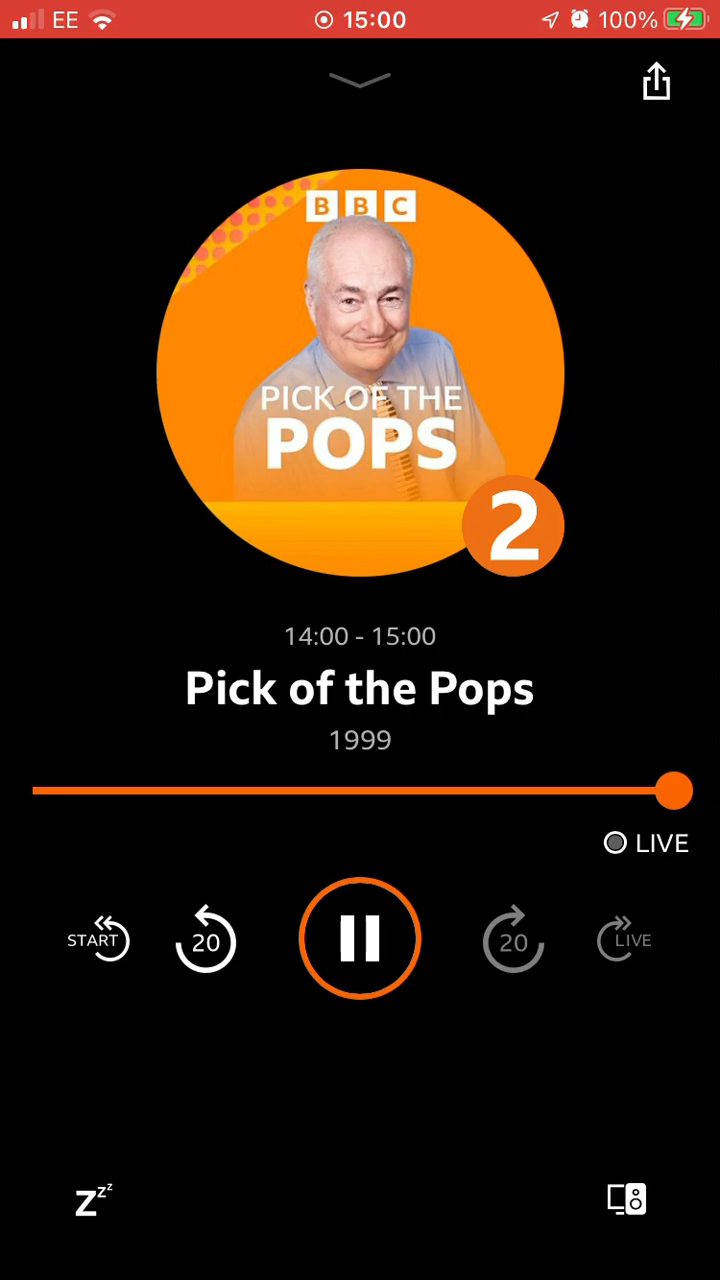 EE 15:00 100%
BBC
PICK OF THE
POPS
2
14:00 - 15:00
Pick of the Pops
1999
LIVE
START 20 20 LIVE
Zzz